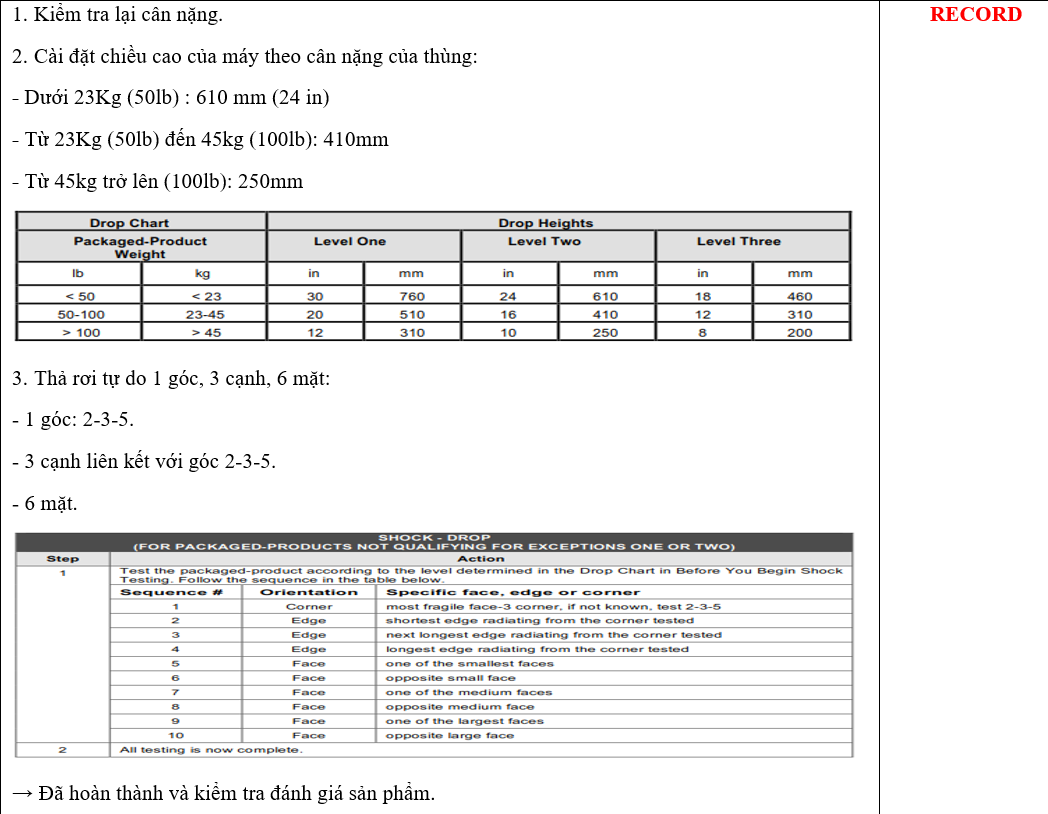 1. Kiểm tra lại cân nặng.
RECORD
2. Cài đặt chiều cao của máy theo cân nặng của thùng:
- Dưới 23Kg (50lb) : 610 mm (24 in)
- Từ 23Kg (50lb) đến 45kg (100lb): 410mm
- Từ 45kg trở lên (100lb): 250mm
Drop Chart Drop Heights
Packaged-Product Weight Level One Level Two Level Three
lb kg in mm in mm in mm
< 50 < 23 30 760 24 610 18 460
50-100 23-45 20 510 16 410 12 310
> 100 > 45 12 310 10 250 8 200
3. Thả rơi tự do 1 góc, 3 cạnh, 6 mặt:
- 1 góc: 2-3-5.
- 3 cạnh liên kết với góc 2-3-5.
- 6 mặt.
SHOCK - DROP
(FOR PACKAGED-PRODUCTS NOT QUALIFYING FOR EXCEPTIONS ONE OR TWO)
Step Action
1 Test the packaged-product according to the level determined in the Drop Chart in Before You Begin Shock
Testing. Follow the sequence in the table below.
Sequence # Orientation Specific face, edge or corner
1 Corner most fragile face-3 corner, if not known, test 2-3-5
2 Edge shortest edge radiating from the corner tested
3 Edge next longest edge radiating from the corner tested
4 Edge longest edge radiating from the corner tested
5 Face one of the smallest faces
6 Face opposite small face
7 Face one of the medium faces
8 Face opposite medium face
9 Face one of the largest faces
10 Face opposite large face
2 All testing is now complete.
→ Đã hoàn thành và kiểm tra đánh giá sản phẩm.